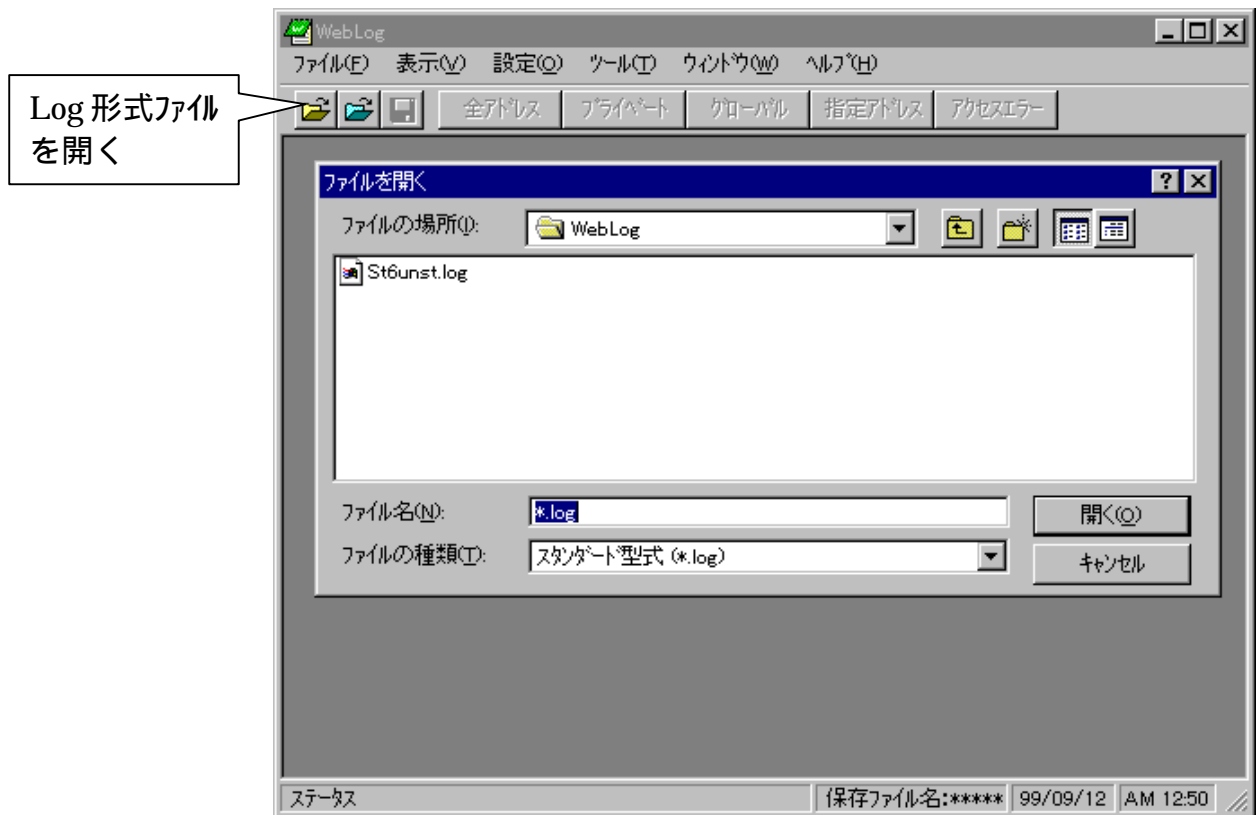 WebLog
ファイル(F) 表示(V) 設定(O) ツール(T) ウィンドウ(W) ヘルプ(H)
Log 形式ファイル
を開く
全アドレス プライベート グローバル 指定アドレス アクセスエラー
ファイルを開く
ファイルの場所(I): WebLog
St6unst.log
ファイル名(N): *.log 開く(O)
ファイルの種類(T): スタンダード型式 (*.log) キャンセル
ステータス 保存ファイル名:***** 99/09/12 AM 12:50